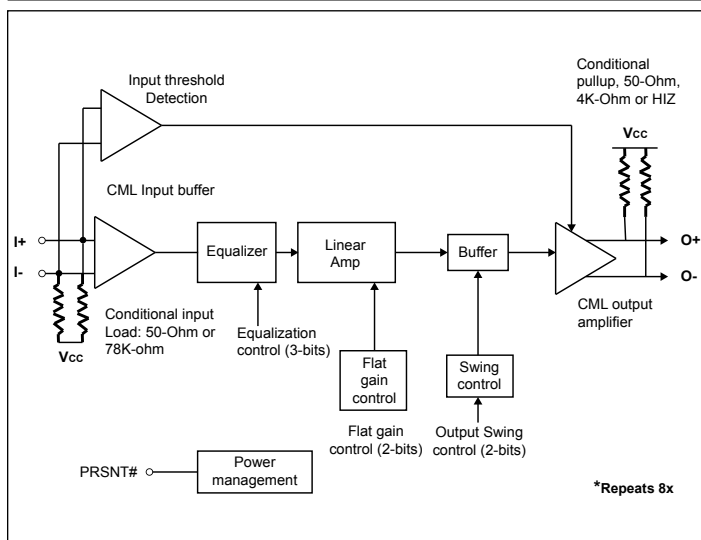 Input threshold
Detection
Conditional
pullup, 50-Ohm,
4K-Ohm or HIZ
Vcc
CML Input buffer
I+
I-
Equalizer
Linear
Amp
Buffer
O+
O-
CML output
amplifier
Vcc
Conditional input
Load: 50-Ohm or
78K-ohm
Equalization
control (3-bits)
Flat
gain
control
Swing
control
Flat gain
control (2-bits)
Output Swing
control (2-bits)
PRSNT#
Power
management
*Repeats 8x